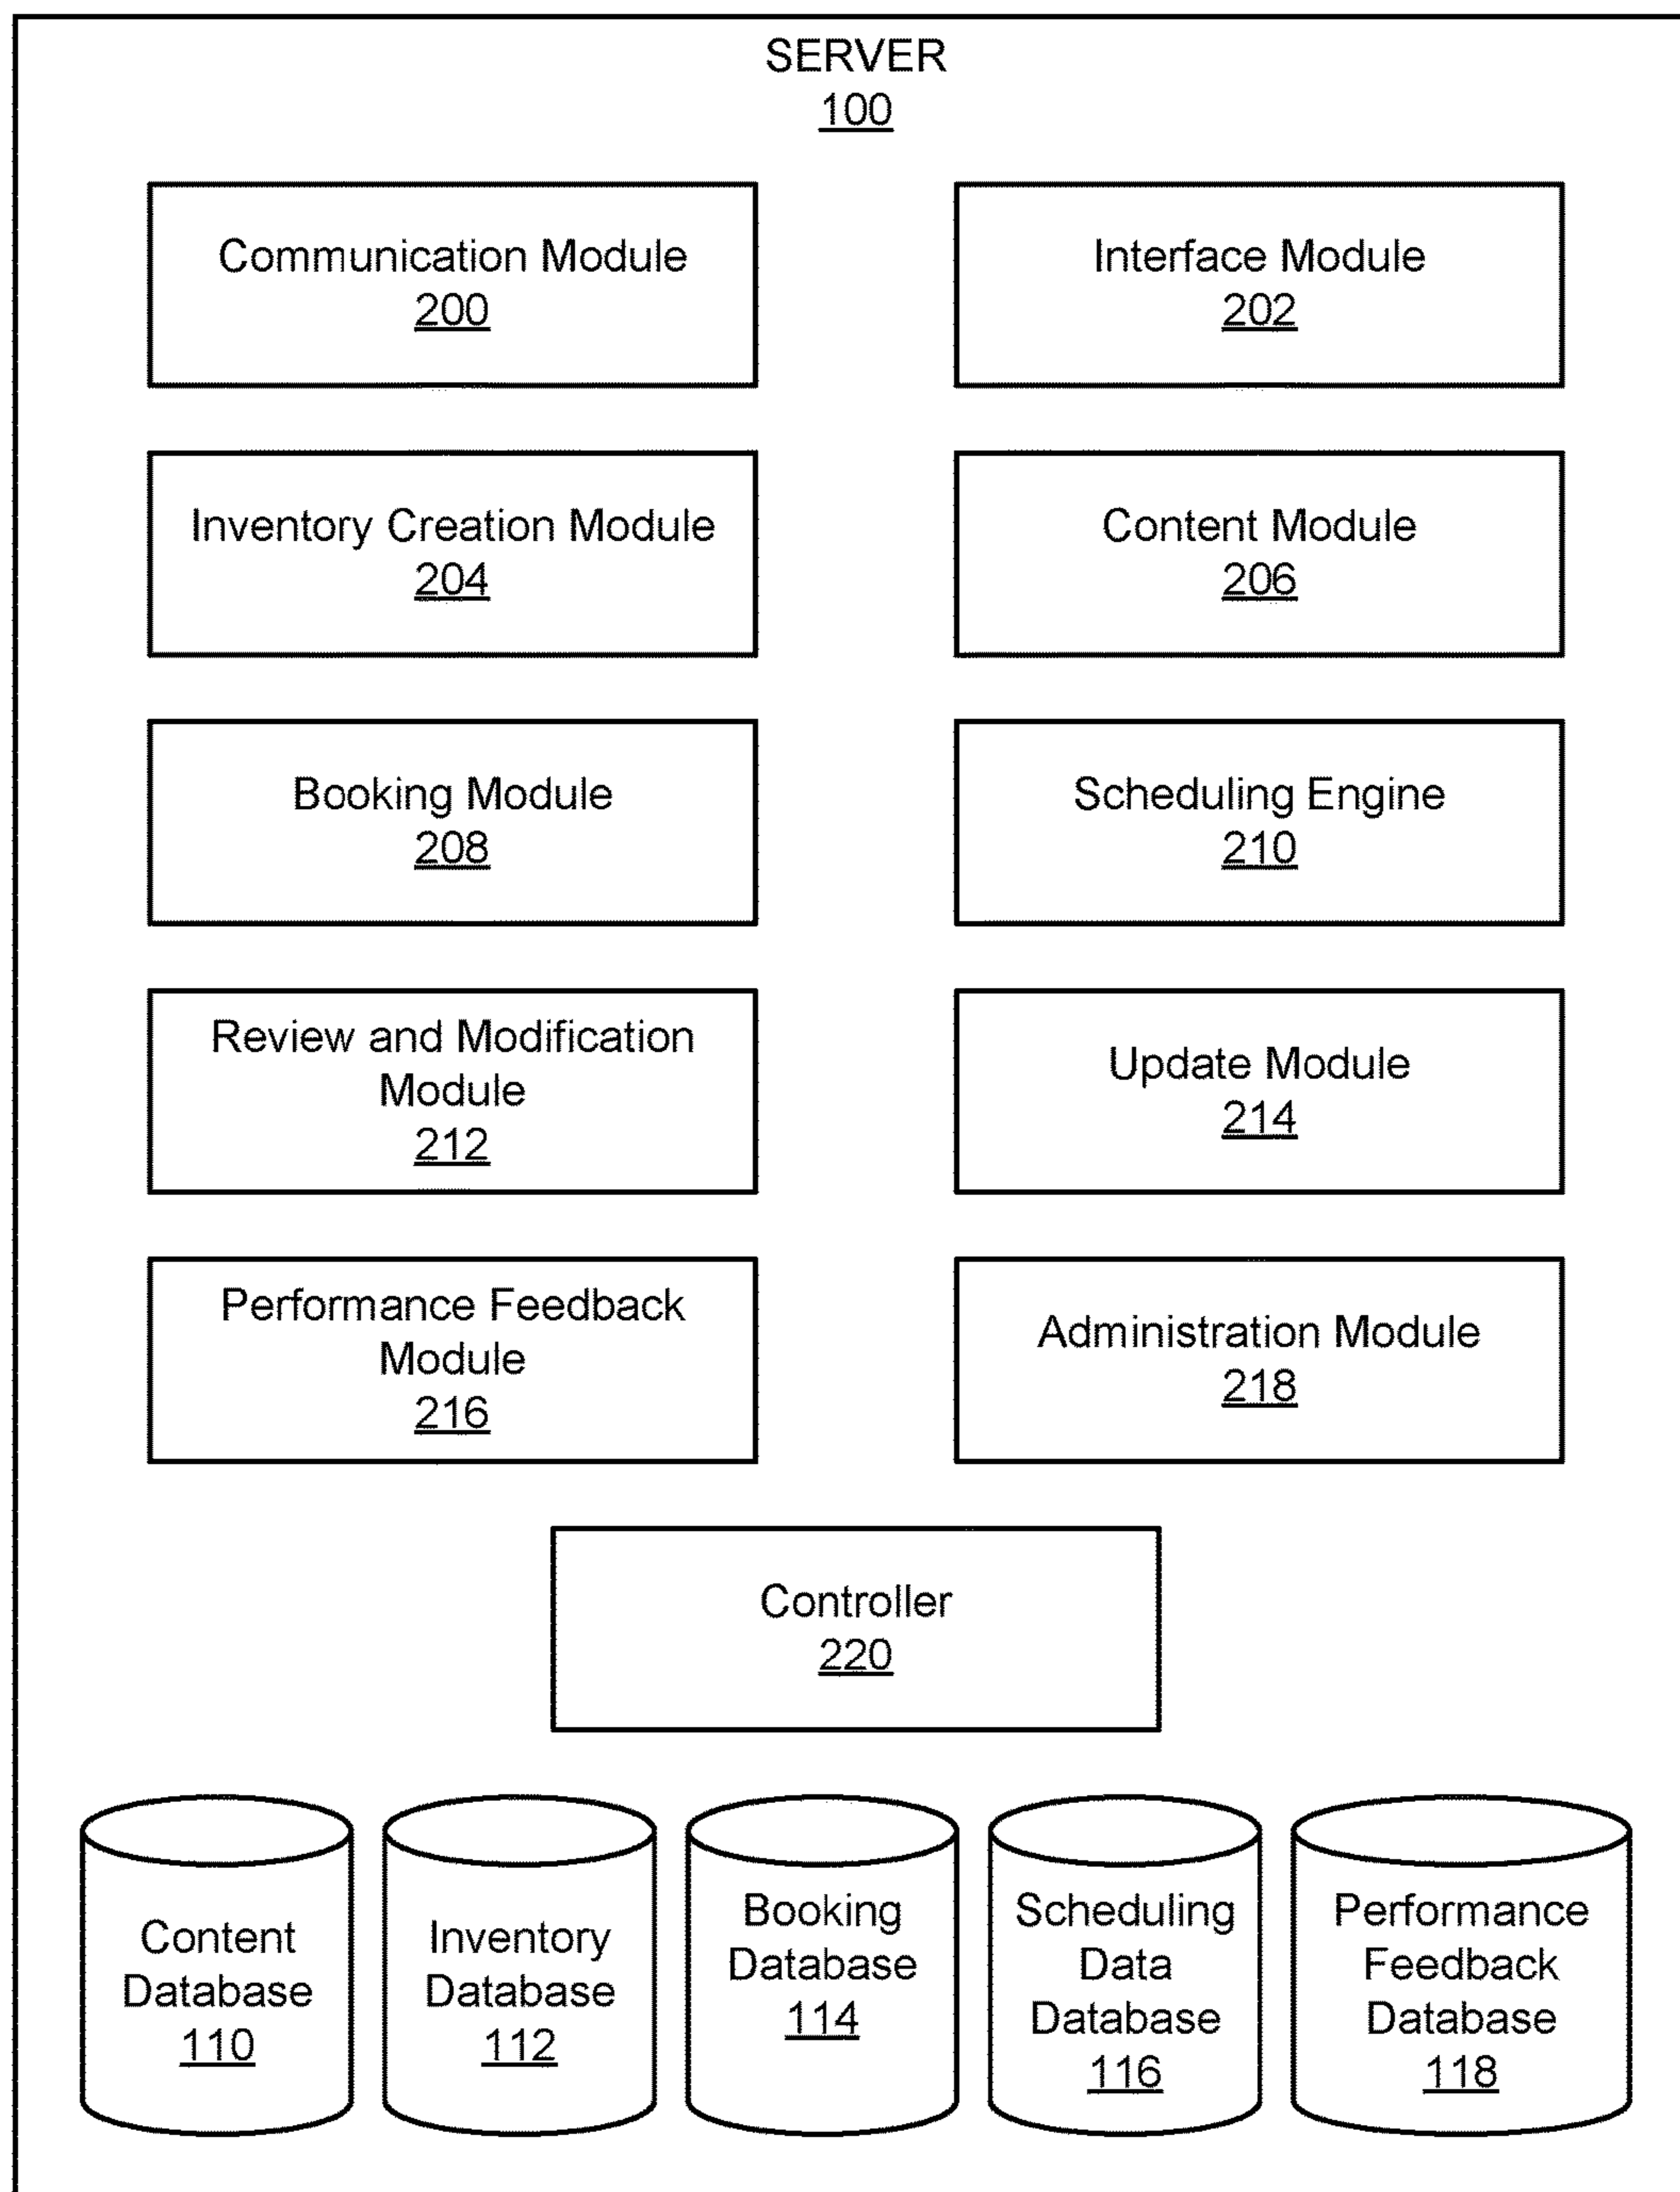 SERVER
100
Communication Module
200
Interface Module
202
Inventory Creation Module
204
Content Module
206
Booking Module
208
Scheduling Engine
210
Review and Modification
Module
212
Update Module
214
Performance Feedback
Module
216
Administration Module
218
Controller
220
Content
Database
110
Inventory
Database
112
Booking
Database
114
Scheduling
Data
Database
116
Performance
Feedback
Database
118